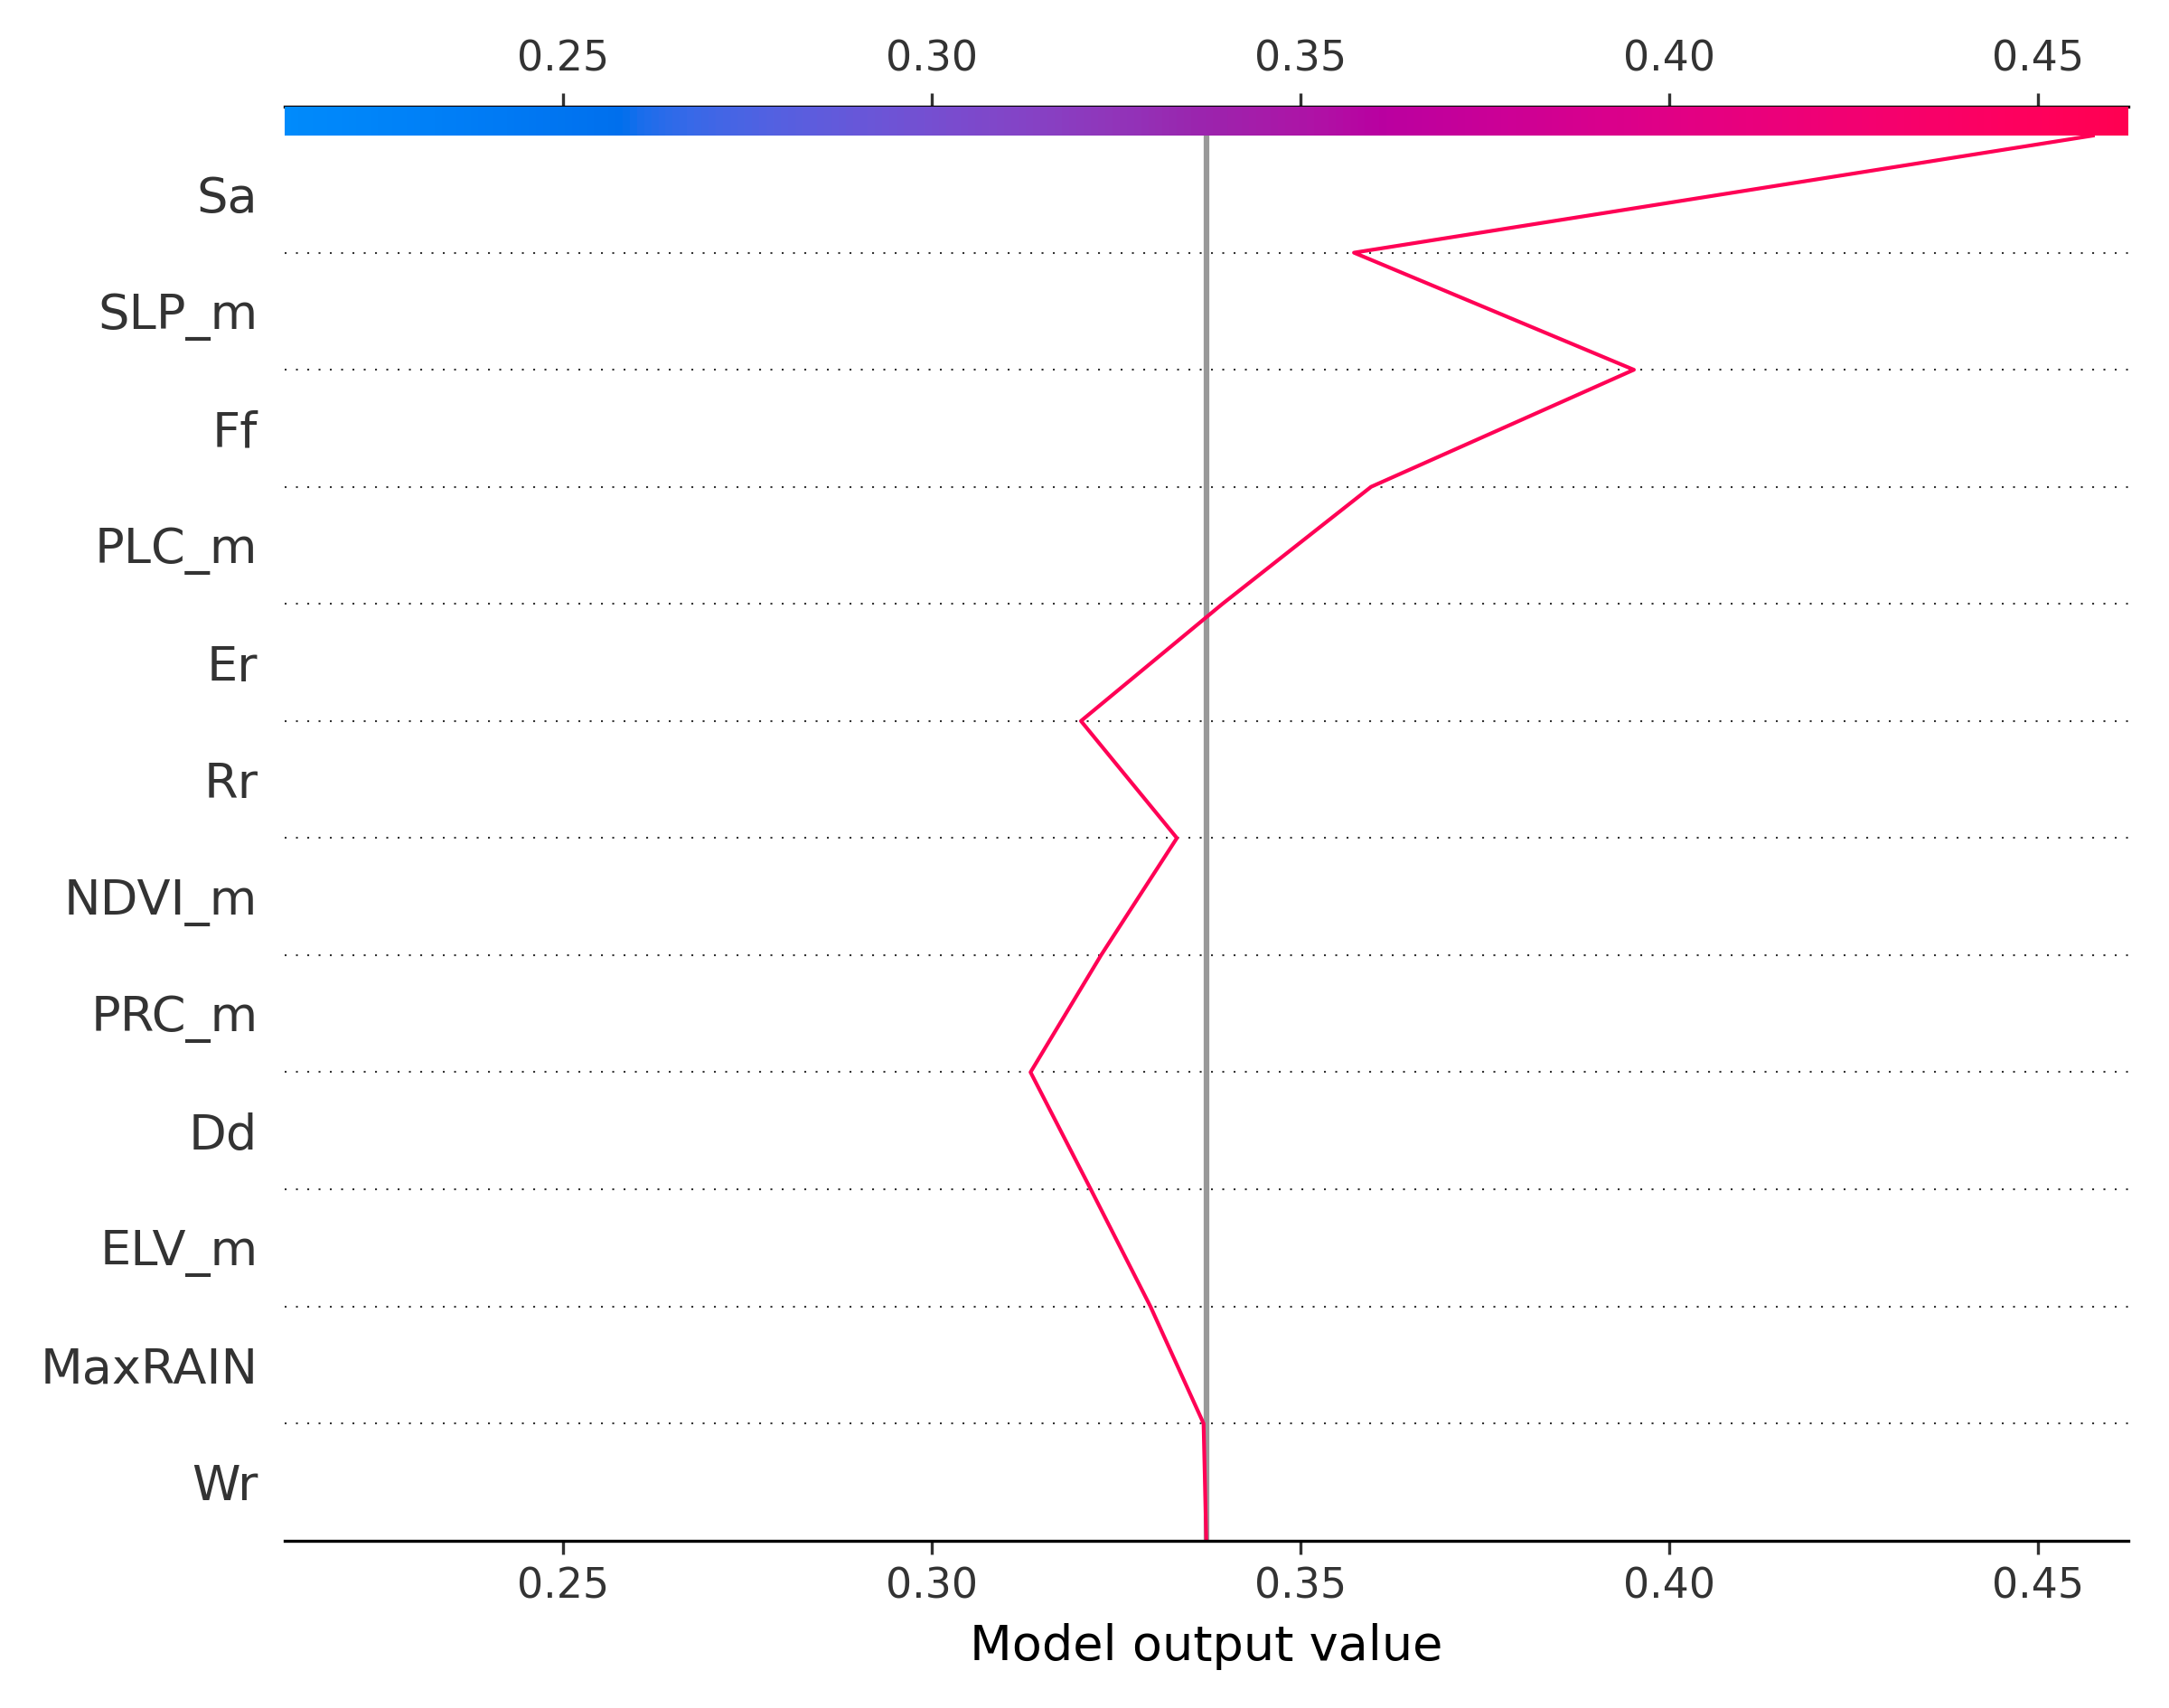 0.25 0.30 0.35 0.40 0.45
Sa
SLP_m
Ff
PLC_m
Er
Rr
NDVI_m
PRC_m
Dd
ELV_m
MaxRAIN
Wr
0.25 0.30 0.35 0.40 0.45
Model output value